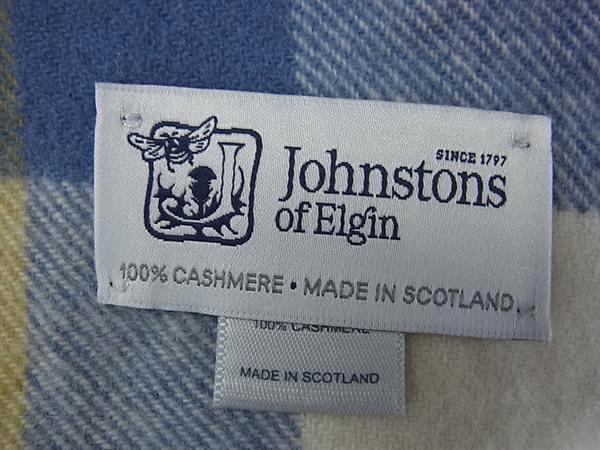 SINCE 1797
Johnstons
of Elgin
100% CASHMERE • MADE IN SCOTLAND
100% CASHMERE
MADE IN SCOTLAND